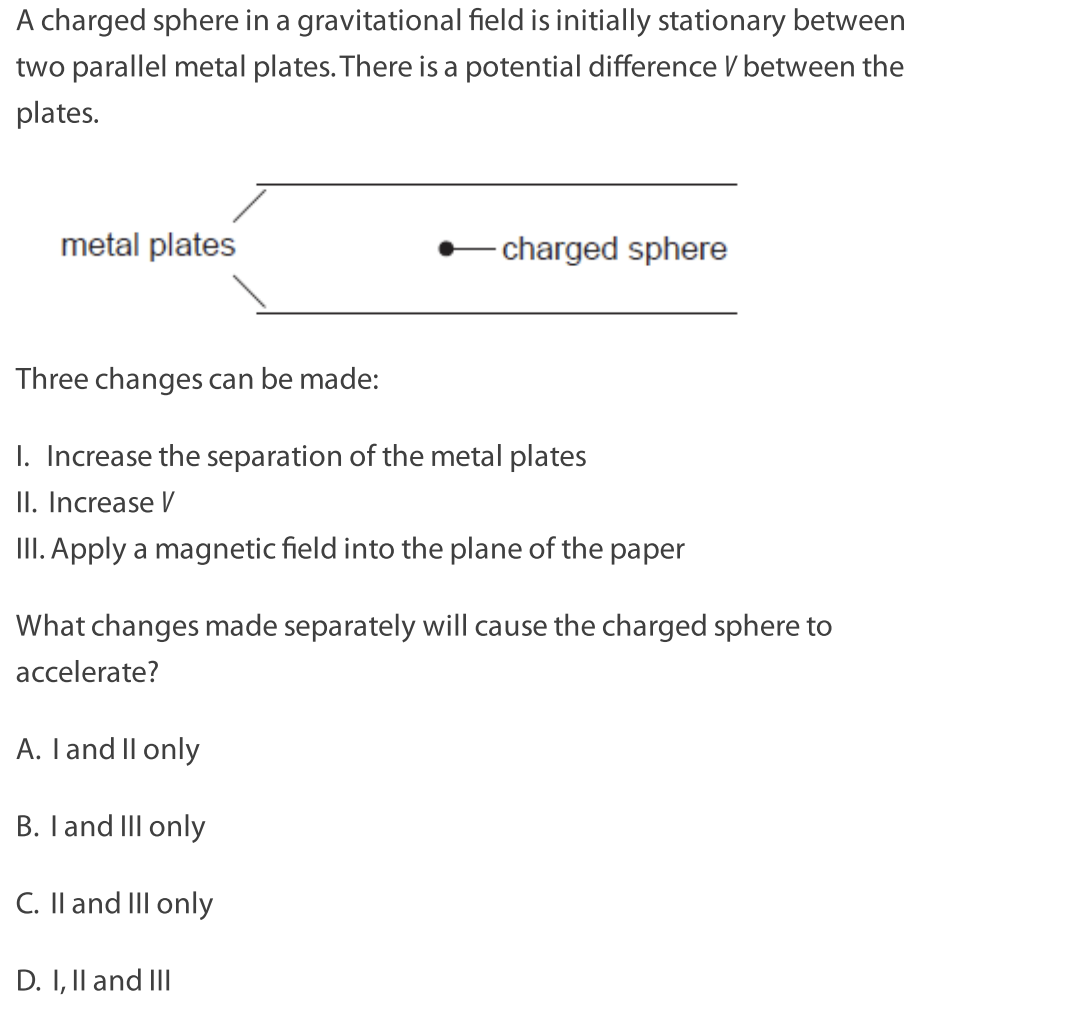 A charged sphere in a gravitational field is initially stationary between
two parallel metal plates. There is a potential difference V between the
plates.
metal plates
charged sphere
Three changes can be made:
I. Increase the separation of the metal plates
II. Increase V
III. Apply a magnetic field into the plane of the paper
What changes made separately will cause the charged sphere to
accelerate?
A. I and II only
B. I and III only
C. II and III only
D. I, II and III